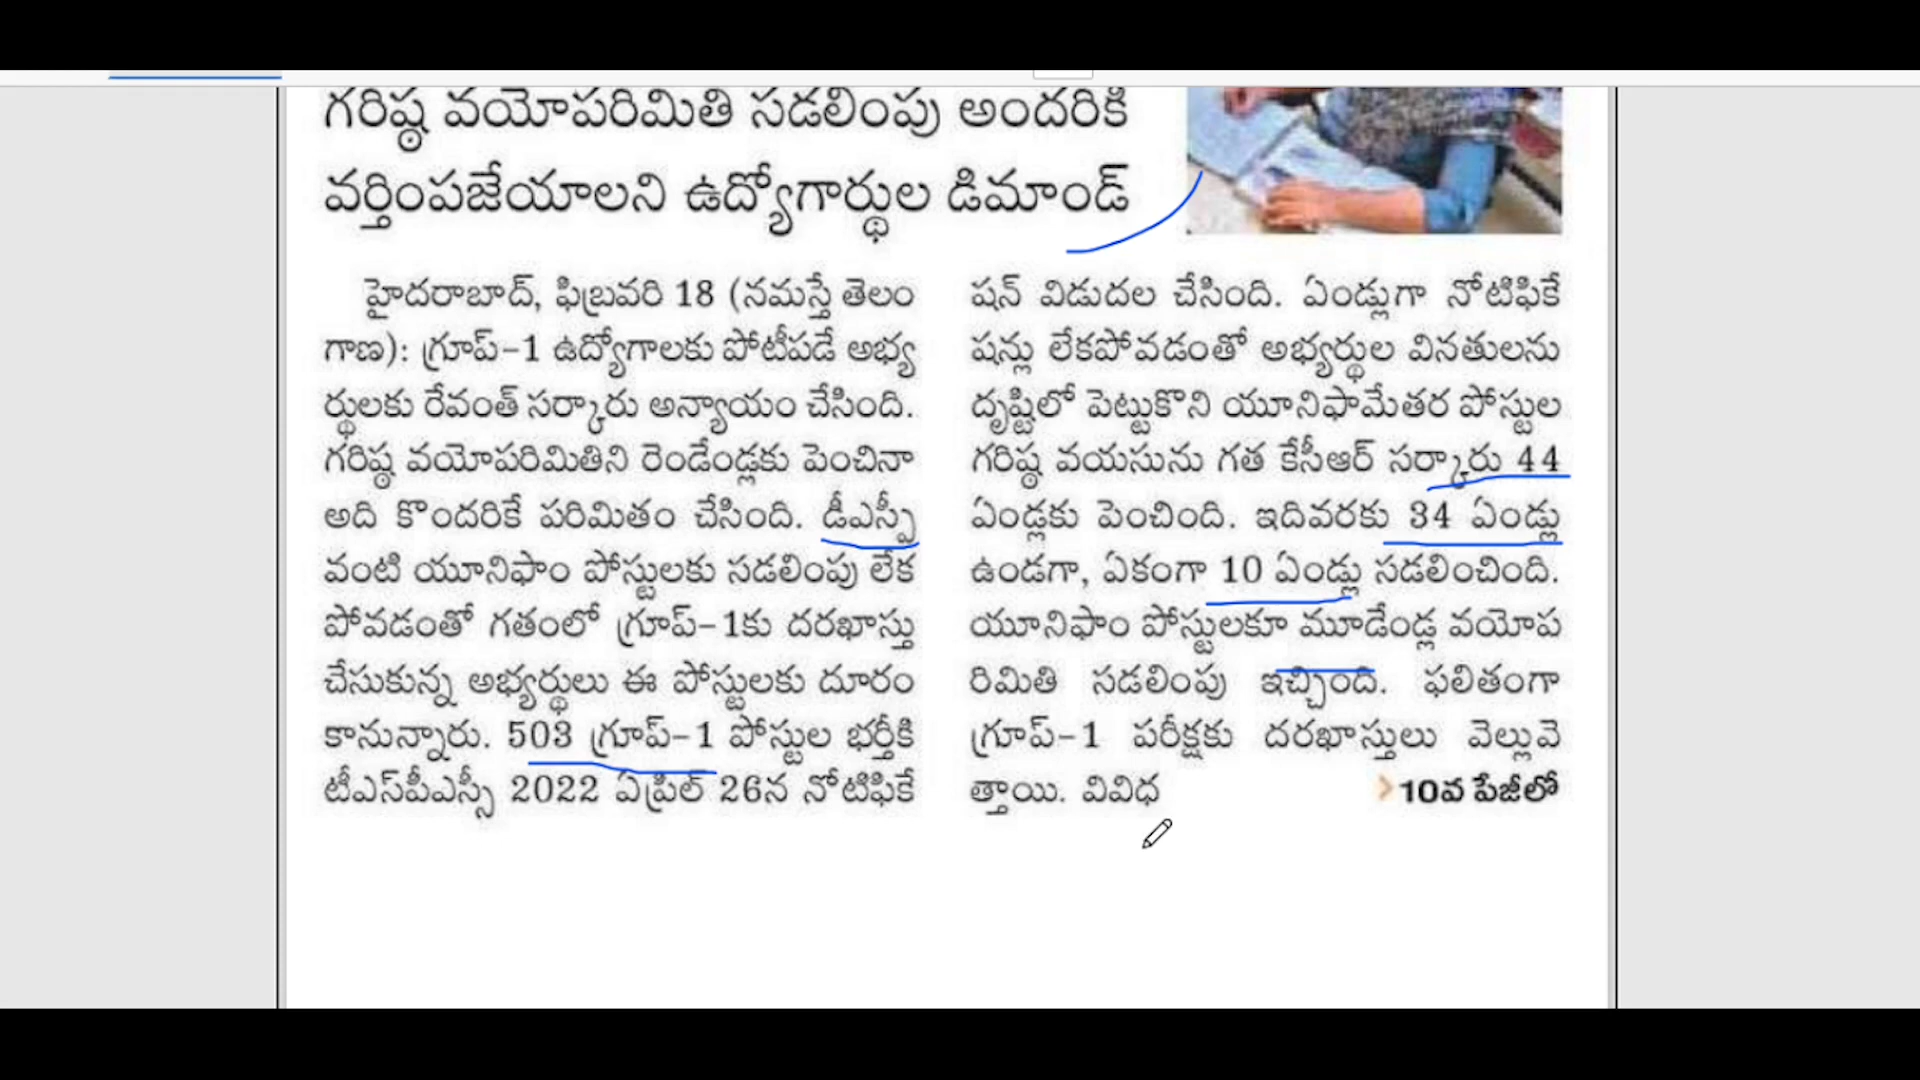 గరిష్ఠ వయోపరిమితి సడలింపు అందరికి
వర్తింపజేయాలని ఉద్యోగార్థుల డిమాండ్
హైదరాబాద్, ఫిబ్రవరి 18 (నమస్తే తెలం
గాణ): గ్రూప్-1 ఉద్యోగాలకు పోటీపడే అభ్య
ర్థులకు రేవంత్ సర్కారు అన్యాయం చేసింది.
గరిష్ఠ వయోపరిమితిని రెండేండ్లకు పెంచినా
అది కొందరికే పరిమితం చేసింది. డీఎస్పీ
వంటి యూనిఫాం పోస్టులకు సడలింపు లేక
పోవడంతో గతంలో గ్రూప్-1కు దరఖాస్తు
చేసుకున్న అభ్యర్థులు ఈ పోస్టులకు దూరం
కానున్నారు. 503 గ్రూప్-1 పోస్టుల భర్తీకి
టీఎస్‌పీఎస్సీ 2022 ఏప్రిల్ 26న నోటిఫికే
షన్ విడుదల చేసింది. ఏండ్లుగా నోటిఫికే
షన్లు లేకపోవడంతో అభ్యర్థుల వినతులను
దృష్టిలో పెట్టుకొని యూనిఫామేతర పోస్టుల
గరిష్ఠ వయసును గత కేసీఆర్ సర్కారు 44
ఏండ్లకు పెంచింది. ఇదివరకు 34 ఏండ్లు
ఉండగా, ఏకంగా 10 ఏండ్లు సడలించింది.
యూనిఫాం పోస్టులకూ మూడేండ్ల వయోప
రిమితి సడలింపు ఇచ్చింది. ఫలితంగా
గ్రూప్-1 పరీక్షకు దరఖాస్తులు వెల్లువె
త్తాయి. వివిధ
10వ పేజీలో